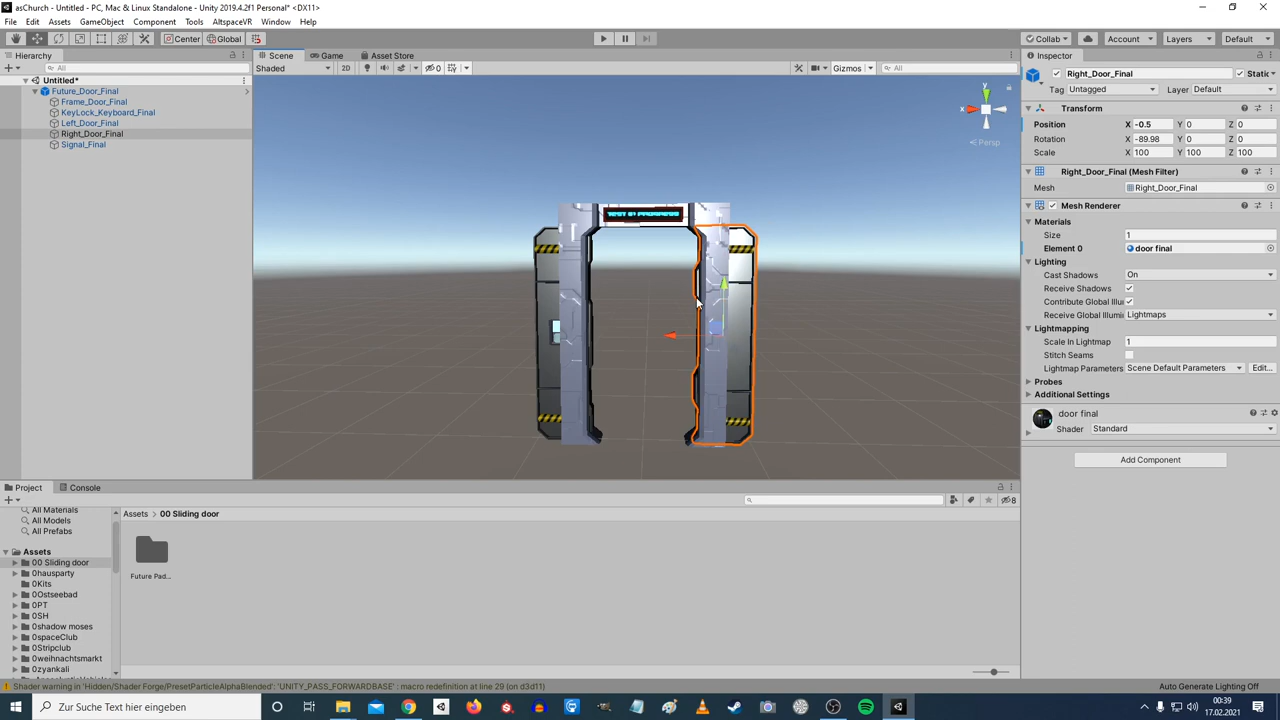 asChurch - Untitled - PC, Mac & Linux Standalone - Unity 2019.4.2f1 Personal* <DX11>
File Edit Assets GameObject Component Tools AltspaceVR Window Help
Center Global Collab Account Layers Default
Hierarchy Scene Game Asset Store Inspector
All Shaded 2D 0 Gizmos All
Right_Door_Final Static
Tag Untagged Layer Default
Untitled*
Future_Door_Final
Frame_Door_Final
KeyLock_Keyboard_Final
Left_Door_Final
Right_Door_Final
Signal_Final
x y
Persp
TEST IN PROGRESS
Transform
Position X -0.5 Y 0 Z 0
Rotation X -89.98 Y 0 Z 0
Scale X 100 Y 100 Z 100
Right_Door_Final (Mesh Filter)
Mesh Right_Door_Final
Mesh Renderer
Materials
Size 1
Element 0 door final
Lighting
Cast Shadows On
Receive Shadows
Contribute Global Illumi
Receive Global Illumin Lightmaps
Lightmapping
Scale In Lightmap 1
Stitch Seams
Lightmap Parameters Scene Default Parameters Edit...
Probes
Additional Settings
door final
Shader Standard
Add Component
Project Console
8
All Materials
All Models
All Prefabs
Assets
00 Sliding door
0hausparty
0Kits
0Ostseebad
0PT
0SH
0shadow moses
0spaceClub
0Stripclub
0weihnachtsmarkt
0zyankali
Assets > 00 Sliding door
Future Pad...
Shader warning in 'Hidden/Shader Forge/PresetParticleAlphaBlended': 'UNITY_PASS_FORWARDBASE' : macro redefinition at line 29 (on d3d11)
Auto Generate Lighting Off
Zur Suche Text hier eingeben
00:39
17.02.2021